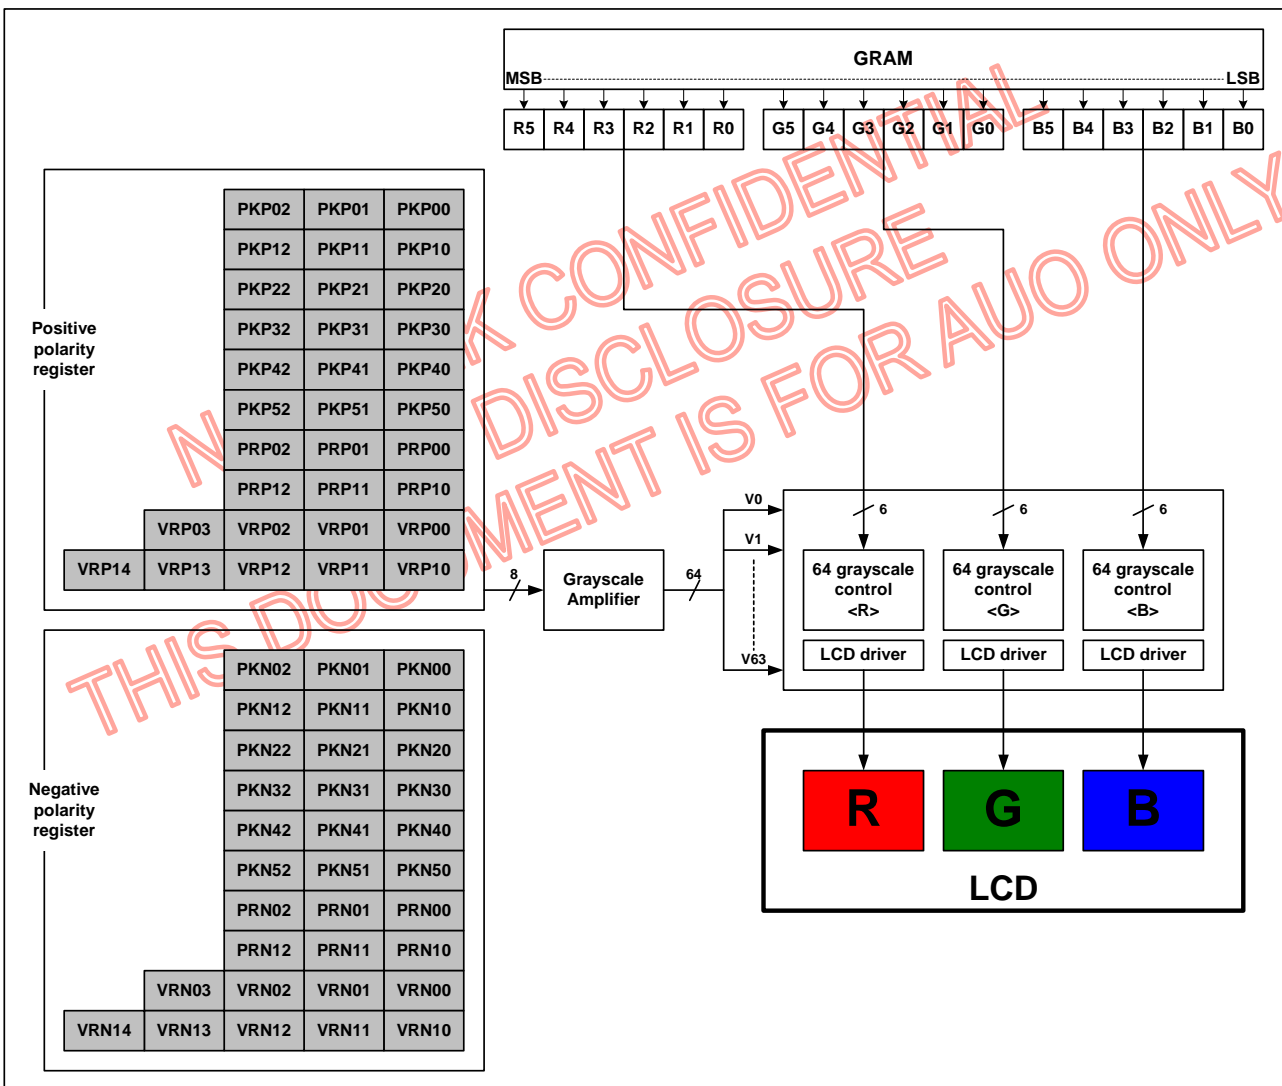 GRAM
MSB LSB
R5 R4 R3 R2 R1 R0 G5 G4 G3 G2 G1 G0 B5 B4 B3 B2 B1 B0
PKP02 PKP01 PKP00
PKP12 PKP11 PKP10
PKP22 PKP21 PKP20
PKP32 PKP31 PKP30
PKP42 PKP41 PKP40
PKP52 PKP51 PKP50
PRP02 PRP01 PRP00
PRP12 PRP11 PRP10
VRP03 VRP02 VRP01 VRP00
VRP14 VRP13 VRP12 VRP11 VRP10
Positive
polarity
register
8
Grayscale
Amplifier
64
V0
V1
V63
6 6 6
64 grayscale
control
<R>
64 grayscale
control
<G>
64 grayscale
control
<B>
LCD driver LCD driver LCD driver
PKN02 PKN01 PKN00
PKN12 PKN11 PKN10
PKN22 PKN21 PKN20
PKN32 PKN31 PKN30
PKN42 PKN41 PKN40
PKN52 PKN51 PKN50
PRN02 PRN01 PRN00
PRN12 PRN11 PRN10
VRN03 VRN02 VRN01 VRN00
VRN14 VRN13 VRN12 VRN11 VRN10
Negative
polarity
register
R G B
LCD
CONFIDENTIAL
DISCLOSURE
THIS DOCUMENT IS FOR AUO ONLY